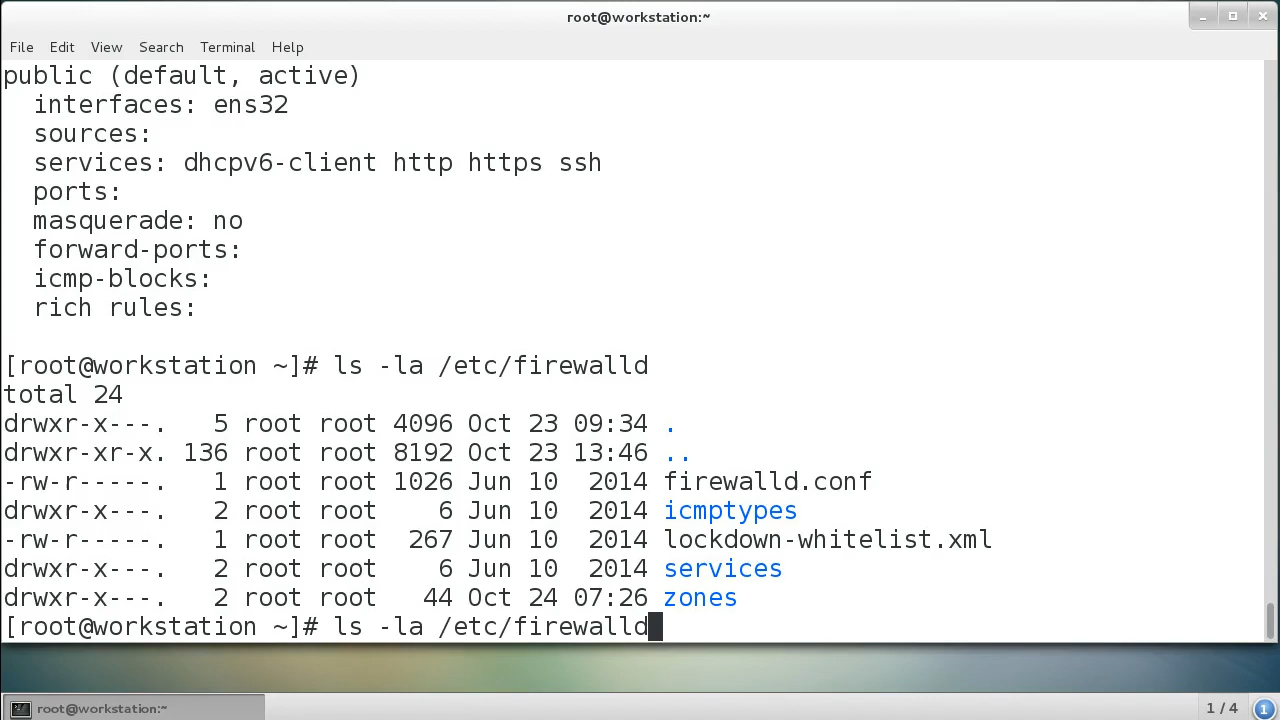 root@workstation:~
File Edit View Search Terminal Help
public (default, active)
  interfaces: ens32
  sources:
  services: dhcpv6-client http https ssh
  ports:
  masquerade: no
  forward-ports:
  icmp-blocks:
  rich rules:

[root@workstation ~]# ls -la /etc/firewalld
total 24
drwxr-x---.   5 root root 4096 Oct 23 09:34 .
drwxr-xr-x. 136 root root 8192 Oct 23 13:46 ..
-rw-r-----.   1 root root 1026 Jun 10  2014 firewalld.conf
drwxr-x---.   2 root root    6 Jun 10  2014 icmptypes
-rw-r-----.   1 root root  267 Jun 10  2014 lockdown-whitelist.xml
drwxr-x---.   2 root root    6 Jun 10  2014 services
drwxr-x---.   2 root root   44 Oct 24 07:26 zones
[root@workstation ~]# ls -la /etc/firewalld
root@workstation:~ 1 / 4 1